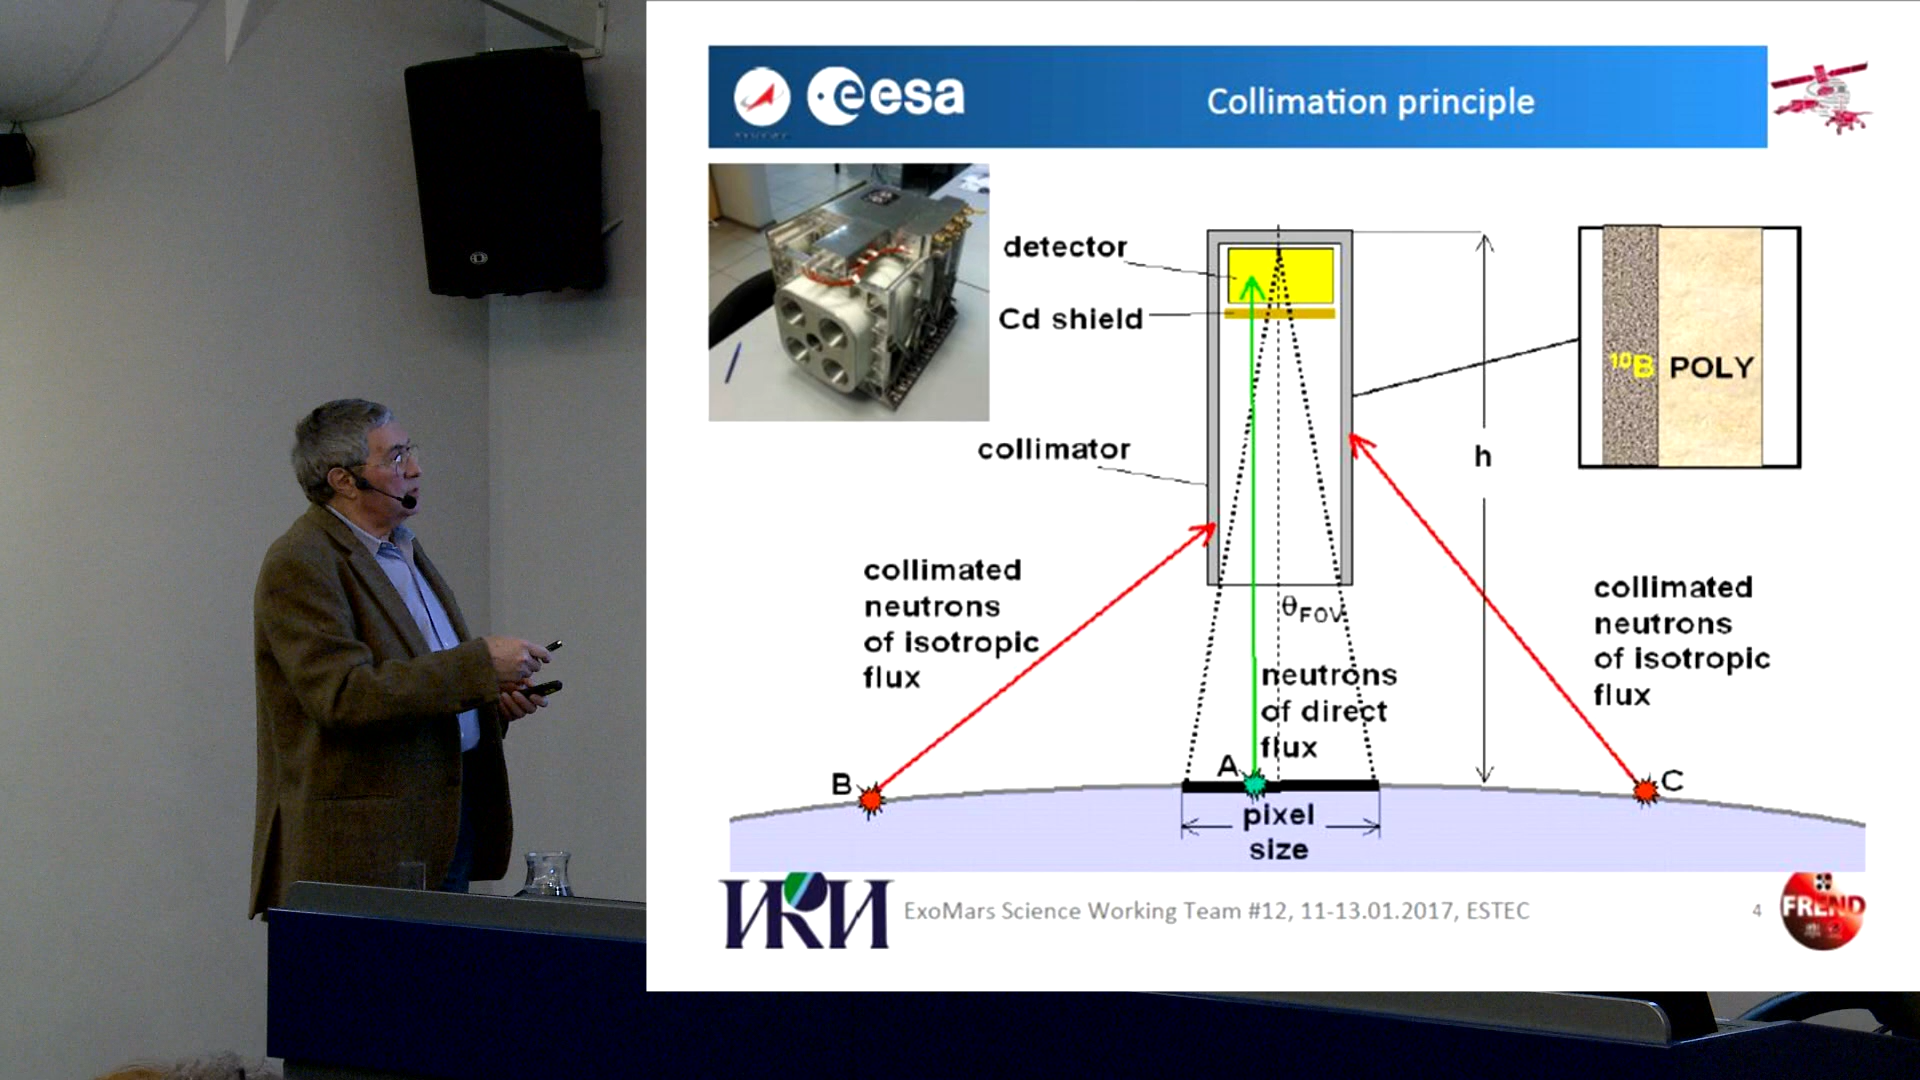 esa
Collimation principle
detector
Cd shield
collimator
h
¹⁰B POLY
θFOV
collimated
neutrons
of isotropic
flux
neutrons
of direct
flux
collimated
neutrons
of isotropic
flux
B
A
C
pixel
size
ИКИ
ExoMars Science Working Team #12, 11-13.01.2017, ESTEC
4
FREND